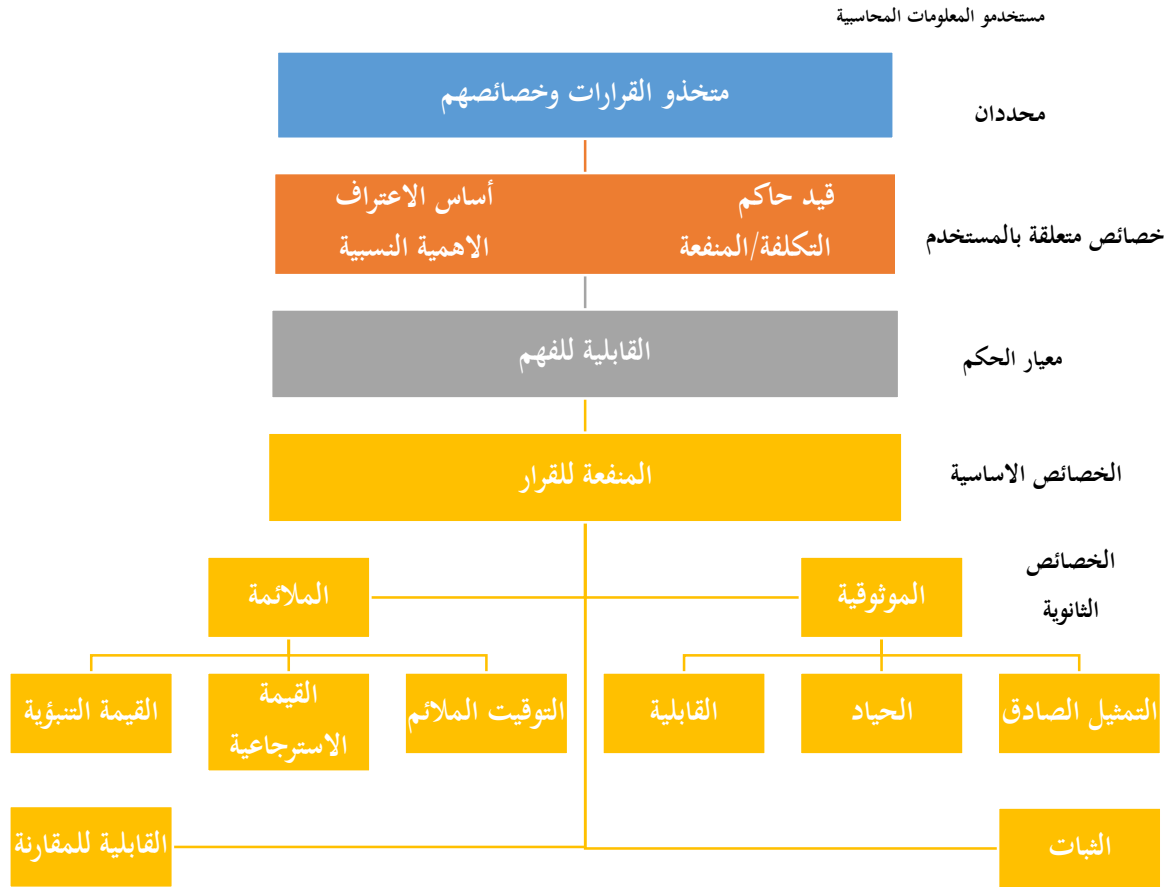 مستخدمو المعلومات المحاسبية
متخذو القرارات وخصائصهم
محددان
قيد حاكم
التكلفة/المنفعة
أساس الاعتراف
الاهمية النسبية
خصائص متعلقة بالمستخدم
القابلية للفهم
معيار الحكم
المنفعة للقرار
الخصائص الاساسية
الخصائص
الثانوية
الموثوقية
الملائمة
التمثيل الصادق
الحياد
القابلية
التوقيت الملائم
القيمة
الاسترجاعية
القيمة التنبؤية
الثبات
القابلية للمقارنة